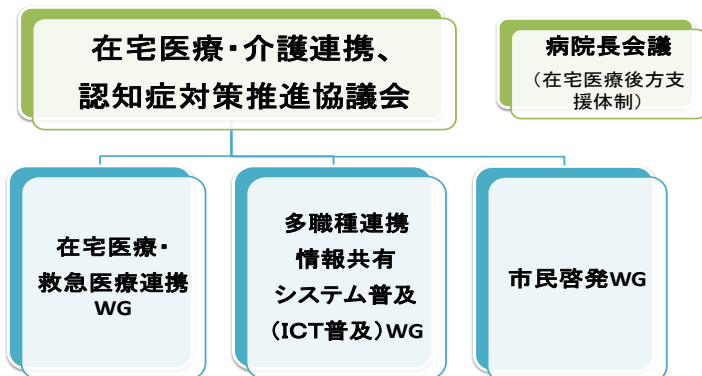 在宅医療・介護連携、
認知症対策推進協議会
病院長会議
（在宅医療後方支
援体制）
在宅医療・
救急医療連携
WG
多職種連携
情報共有
システム普及
（ICT普及）WG
市民啓発WG